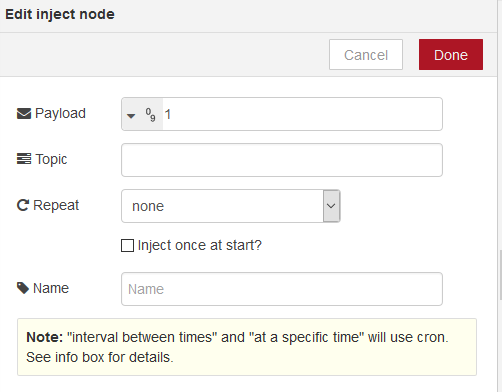 Edit inject node
Cancel Done
Payload 09 1
Topic
Repeat none
Inject once at start?
Name Name
Note: "interval between times" and "at a specific time" will use cron.
See info box for details.